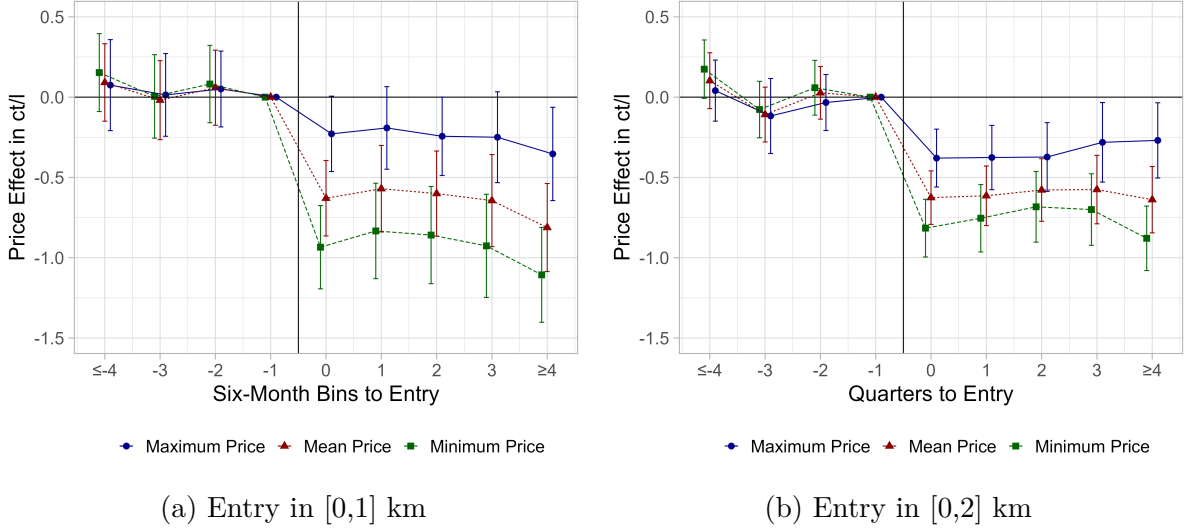 0.5
0.0
-0.5
-1.0
-1.5
Price Effect in ct/l
≤-4 -3 -2 -1 0 1 2 3 ≥4
Six-Month Bins to Entry
Maximum Price Mean Price Minimum Price
(a) Entry in [0,1] km
0.5
0.0
-0.5
-1.0
-1.5
Price Effect in ct/l
≤-4 -3 -2 -1 0 1 2 3 ≥4
Quarters to Entry
Maximum Price Mean Price Minimum Price
(b) Entry in [0,2] km